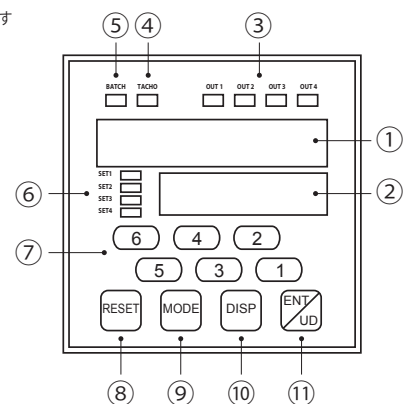 す
⑤ ④ ③
BATCH TACHO OUT 1 OUT 2 OUT 3 OUT 4
①
SET1
⑥ SET2 ②
SET3
SET4
6 4 2
⑦
5 3 1
RESET MODE DISP ENT/UD
⑧ ⑨ ⑩ ⑪